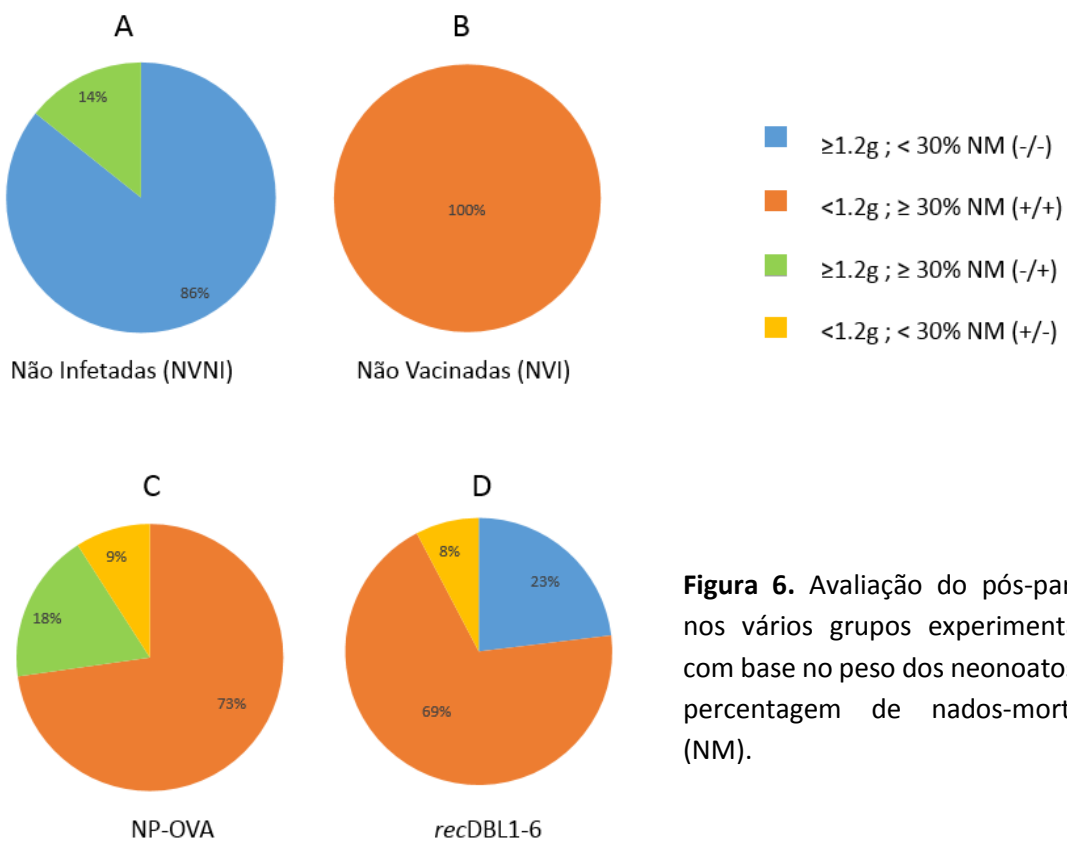 A
B
14%
86%
100%
Não Infetadas (NVNI)
Não Vacinadas (NVI)
≥1.2g ; < 30% NM (-/-)
<1.2g ; ≥ 30% NM (+/+)
≥1.2g ; ≥ 30% NM (-/+)
<1.2g ; < 30% NM (+/-)
C
D
9%
18%
73%
8%
23%
69%
NP-OVA
recDBL1-6
Figura 6. Avaliação do pós-par
nos vários grupos experimenta
com base no peso dos neonoato
percentagem de nados-mort
(NM).